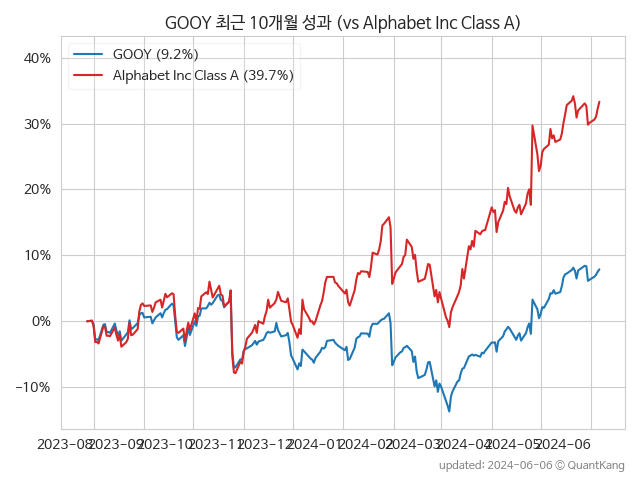 GOOY 최근 10개월 성과 (vs Alphabet Inc Class A)
GOOY (9.2%)
Alphabet Inc Class A (39.7%)
40%
30%
20%
10%
0%
−10%
2023-08 2023-09 2023-10 2023-11 2023-12 2024-01 2024-02 2024-03 2024-04 2024-05 2024-06
updated: 2024-06-06 © QuantKang